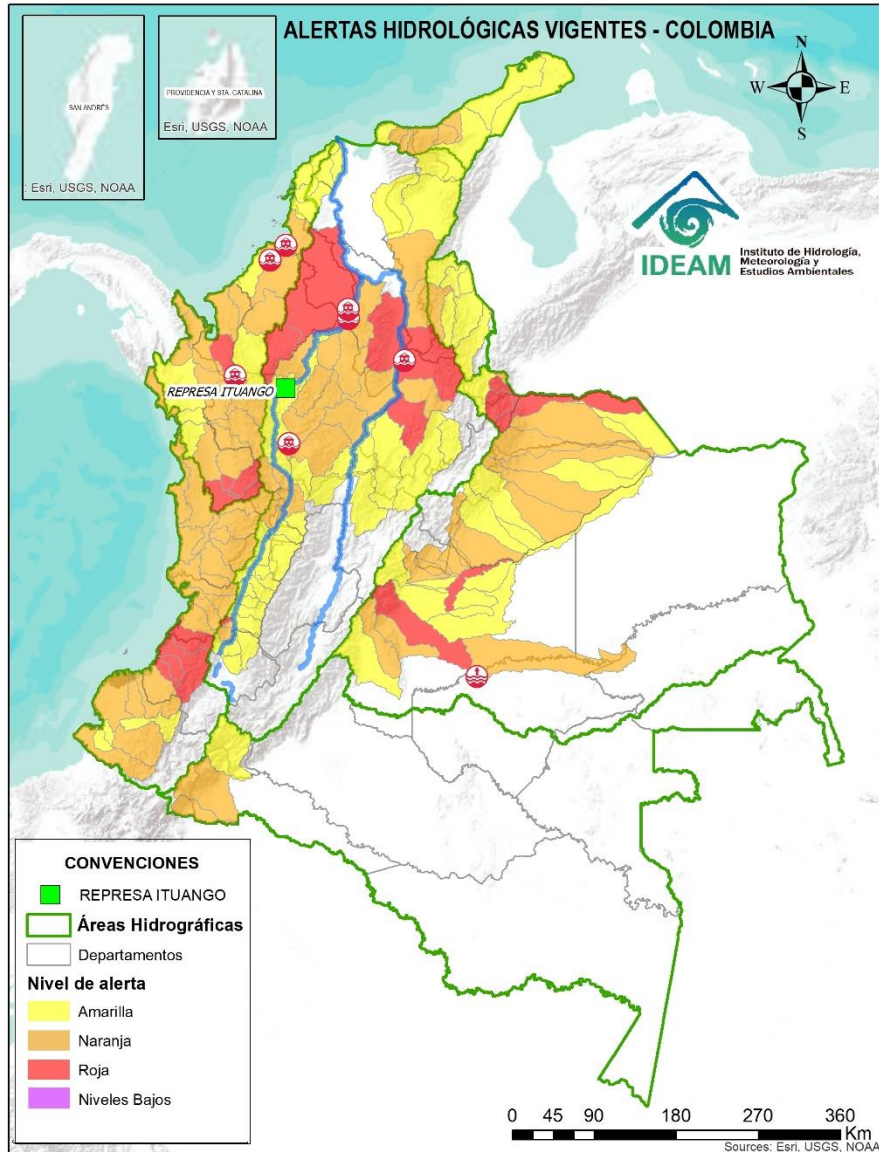 ALERTAS HIDROLÓGICAS VIGENTES - COLOMBIA
SAN ANDRÉS
: Esri, USGS, NOAA
PROVIDENCIA Y STA. CATALINA
Esri, USGS, NOAA
N
W E
S
IDEAM
Instituto de Hidrología,
Meteorología y
Estudios Ambientales
REPRESA ITUANGO
CONVENCIONES
REPRESA ITUANGO
Áreas Hidrográficas
Departamentos
Nivel de alerta
Amarilla
Naranja
Roja
Niveles Bajos
0 45 90 180 270 360
Km
Sources: Esri, USGS, NOAA